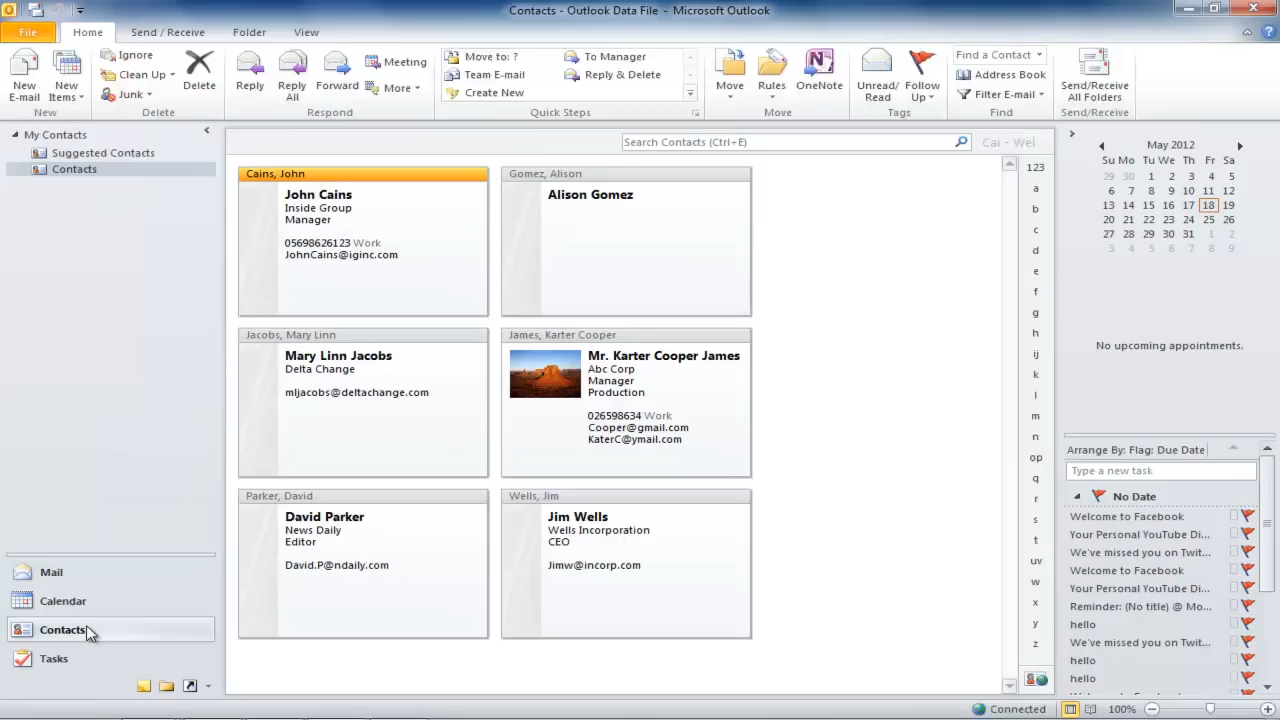 Contacts - Outlook Data File - Microsoft Outlook
File Home Send / Receive Folder View
New E-mail
New Items
Ignore
Clean Up
Junk
Delete
Reply
Reply All
Forward
Meeting
More
Move to: ?
Team E-mail
Create New
To Manager
Reply & Delete
Move
Rules
OneNote
Unread/ Read
Follow Up
Find a Contact
Address Book
Filter E-mail
Send/Receive All Folders
New Delete Respond Quick Steps Move Tags Find Send/Receive
My Contacts
Suggested Contacts
Contacts
Mail
Calendar
Contacts
Tasks
Search Contacts (Ctrl+E)
Cai - Wel
Cains, John
John Cains
Inside Group
Manager
05698626123 Work
JohnCains@iginc.com
Gomez, Alison
Alison Gomez
Jacobs, Mary Linn
Mary Linn Jacobs
Delta Change
mljacobs@deltachange.com
James, Karter Cooper
Mr. Karter Cooper James
Abc Corp
Manager
Production
026598634 Work
Cooper@gmail.com
KaterC@ymail.com
Parker, David
David Parker
News Daily
Editor
David.P@ndaily.com
Wells, Jim
Jim Wells
Wells Incorporation
CEO
Jimw@incorp.com
123
a
b
c
d
e
f
g
h
ij
k
l
m
n
op
q
r
s
t
uv
w
x
y
z
May 2012
Su Mo Tu We Th Fr Sa
29 30 1 2 3 4 5
6 7 8 9 10 11 12
13 14 15 16 17 18 19
20 21 22 23 24 25 26
27 28 29 30 31 1 2
3 4 5 6 7 8 9
No upcoming appointments.
Arrange By: Flag: Due Date
Type a new task
No Date
Welcome to Facebook
Your Personal YouTube Di...
We've missed you on Twit...
Welcome to Facebook
Your Personal YouTube Di...
Reminder: (No title) @ Mo...
hello
We've missed you on Twit...
hello
hello
Connected
100%